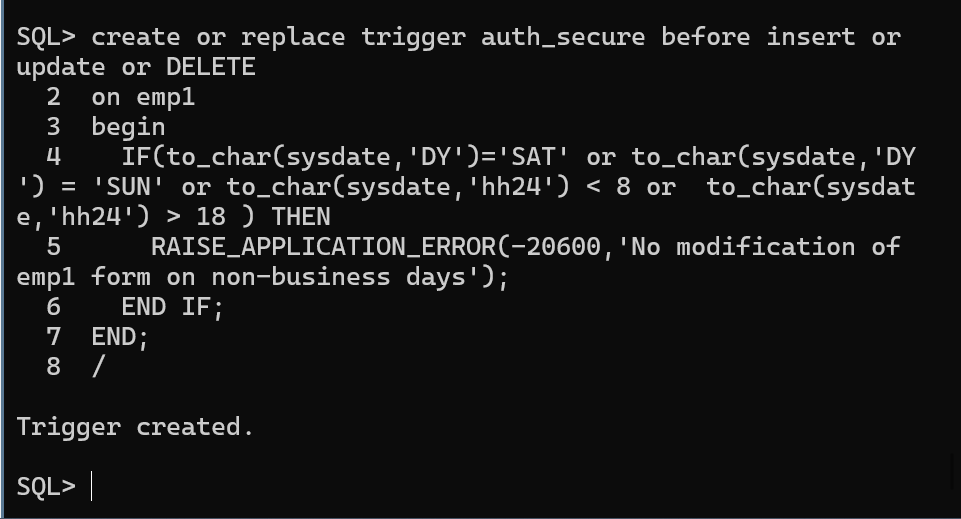 SQL> create or replace trigger auth_secure before insert or
update or DELETE
  2  on emp1
  3  begin
  4    IF(to_char(sysdate,'DY')='SAT' or to_char(sysdate,'DY
') = 'SUN' or to_char(sysdate,'hh24') < 8 or  to_char(sysdat
e,'hh24') > 18 ) THEN
  5      RAISE_APPLICATION_ERROR(-20600,'No modification of
emp1 form on non-business days');
  6    END IF;
  7  END;
  8  /

Trigger created.

SQL>